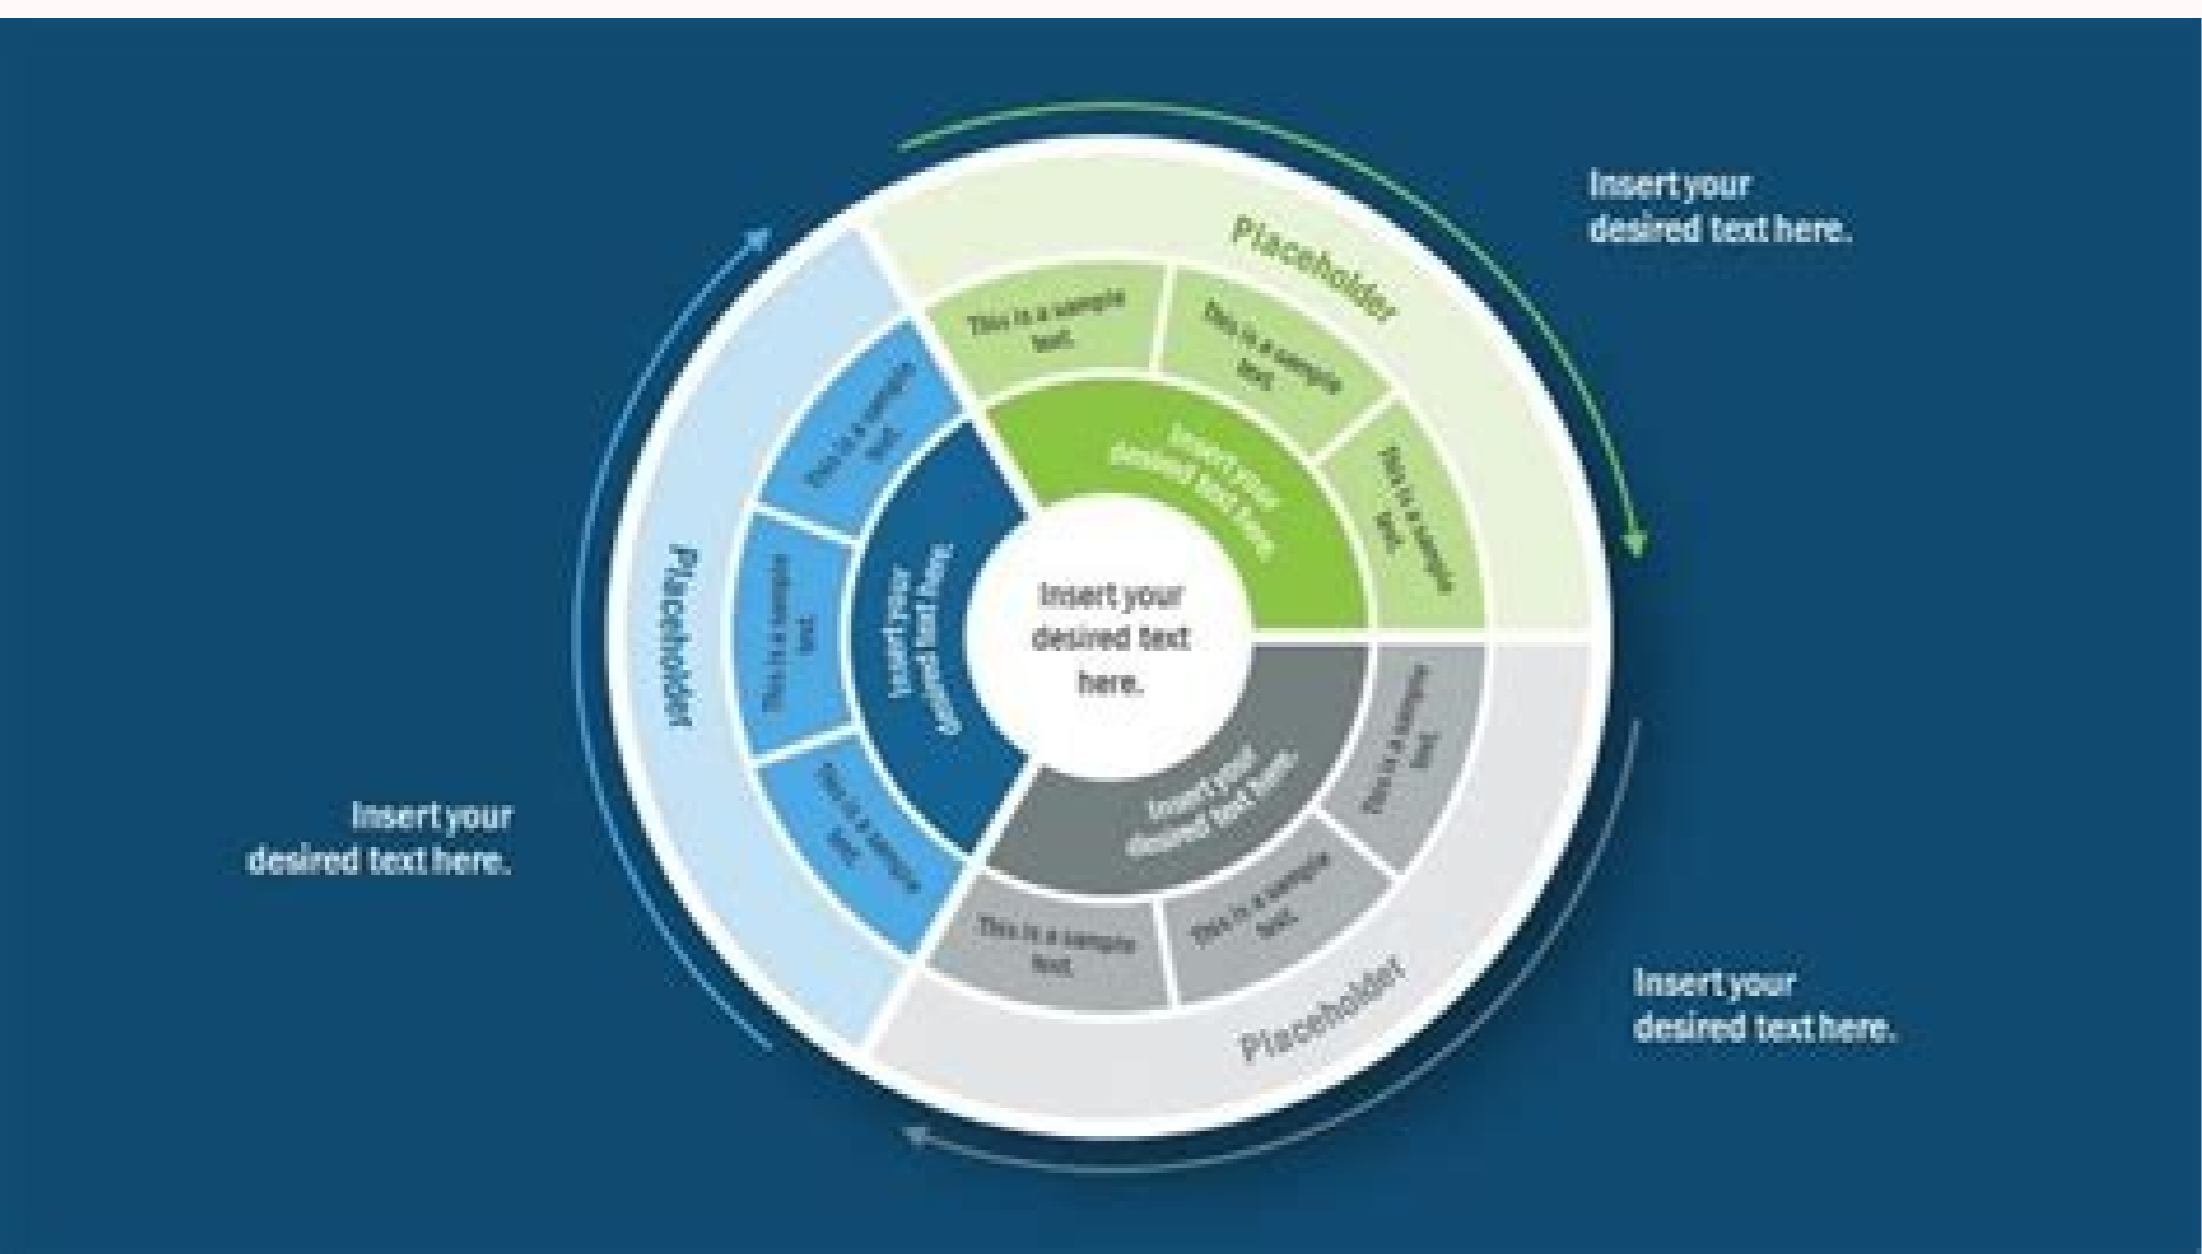 Insert your
desired text here.
Placeholder
This is a sample
text.
This is a sample
text.
This is a sample
text.
Insert your
desired text here.
Insert your
desired text
here.
Placeholder
This is a sample
text.
This is a sample
text.
This is a sample
text.
Insert your
desired text here.
Insert your
desired text here.
This is a sample
text.
This is a sample
text.
This is a sample
text.
Placeholder
Insert your
desired text here.
Insert your
desired text here.